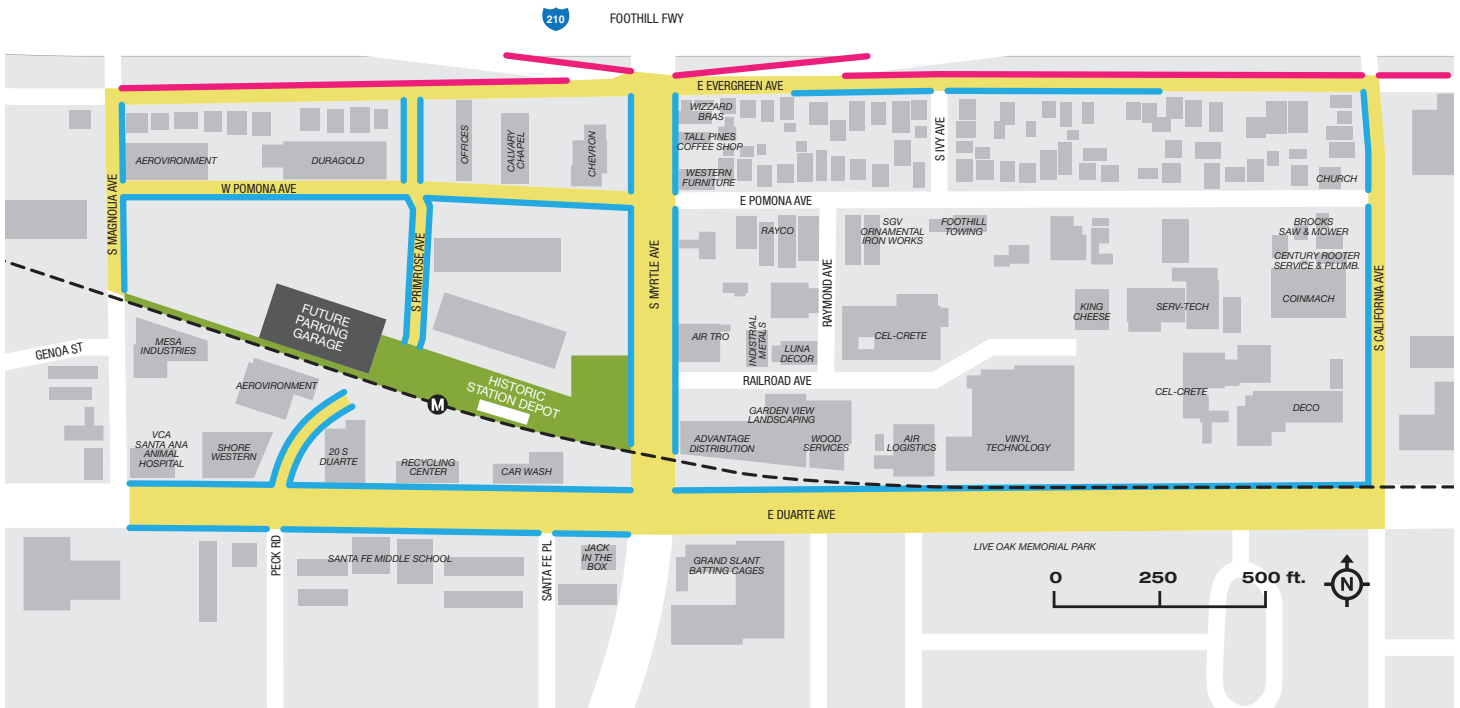 210
FOOTHILL FWY
E EVERGREEN AVE
WIZZARD
BRAS
TALL PINES
COFFEE SHOP
WESTERN
FURNITURE
OFFICES
CALVARY
CHAPEL
CHEVRON
S IVY AVE
AEROVIRONMENT
DURAGOLD
W POMONA AVE
CHURCH
E POMONA AVE
S MAGNOLIA AVE
S PRIMROSE AVE
S MYRTLE AVE
RAYCO
SGV
ORNAMENTAL
IRON WORKS
FOOTHILL
TOWING
BROCKS
SAW & MOWER
CENTURY ROOTER
SERVICE & PLUMB.
COINMACH
RAYMOND AVE
S CALIFORNIA AVE
FUTURE
PARKING
GARAGE
KING
CHEESE
SERV-TECH
AIR TRO
INDISTRIAL
METALS
LUNA
DECOR
CEL-CRETE
GENOA ST
MESA
INDUSTRIES
AEROVIRONMENT
HISTORIC
STATION DEPOT
M
RAILROAD AVE
CEL-CRETE
DECO
GARDEN VIEW
LANDSCAPING
ADVANTAGE
DISTRIBUTION
WOOD
SERVICES
AIR
LOGISTICS
VINYL
TECHNOLOGY
VCA
SANTA ANA
ANIMAL
HOSPITAL
SHORE
WESTERN
20 S
DUARTE
RECYCLING
CENTER
CAR WASH
E DUARTE AVE
PECK RD
SANTA FE MIDDLE SCHOOL
SANTA FE PL
JACK
IN THE
BOX
GRAND SLANT
BATTING CAGES
LIVE OAK MEMORIAL PARK
0 250 500 ft.
N